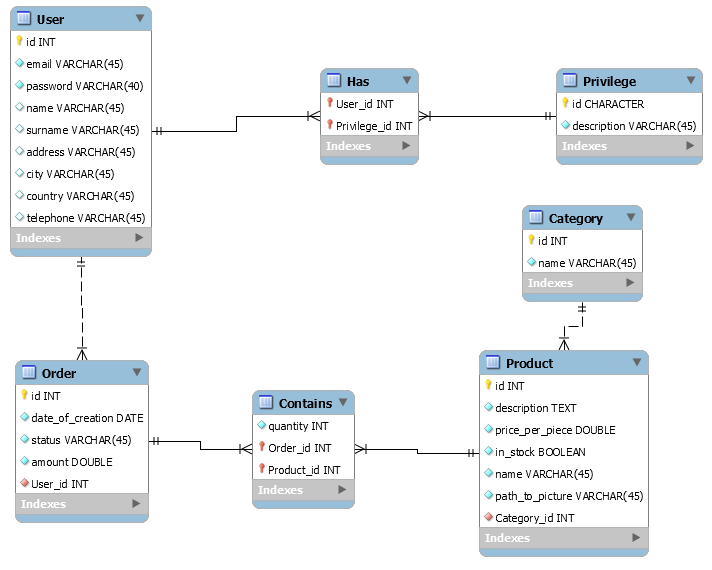 User
id INT
email VARCHAR(45)
password VARCHAR(40)
name VARCHAR(45)
surname VARCHAR(45)
address VARCHAR(45)
city VARCHAR(45)
country VARCHAR(45)
telephone VARCHAR(45)
Indexes
Has
User_id INT
Privilege_id INT
Indexes
Privilege
id CHARACTER
description VARCHAR(45)
Indexes
Category
id INT
name VARCHAR(45)
Indexes
Order
id INT
date_of_creation DATE
status VARCHAR(45)
amount DOUBLE
User_id INT
Indexes
Contains
quantity INT
Order_id INT
Product_id INT
Indexes
Product
id INT
description TEXT
price_per_piece DOUBLE
in_stock BOOLEAN
name VARCHAR(45)
path_to_picture VARCHAR(45)
Category_id INT
Indexes